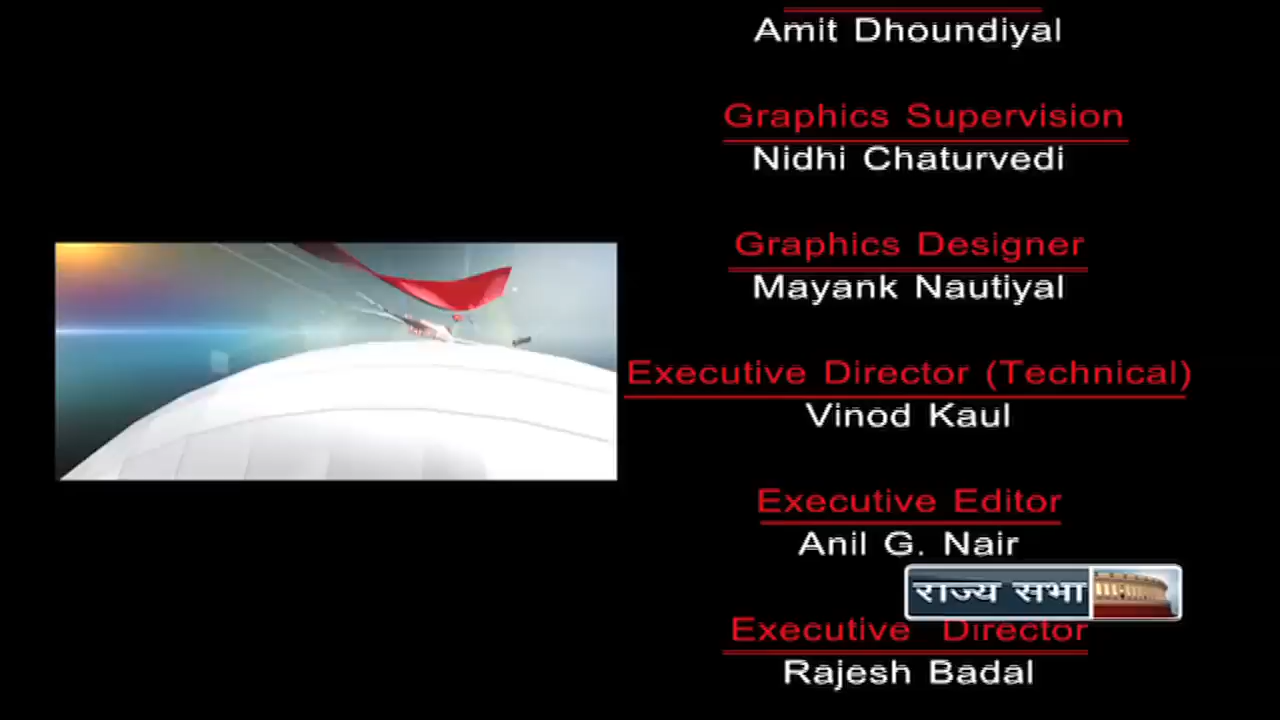 Amit Dhoundiyal
Graphics Supervision
Nidhi Chaturvedi
Graphics Designer
Mayank Nautiyal
Executive Director (Technical)
Vinod Kaul
Executive Editor
Anil G. Nair
राज्य सभा
Executive Director
Rajesh Badal